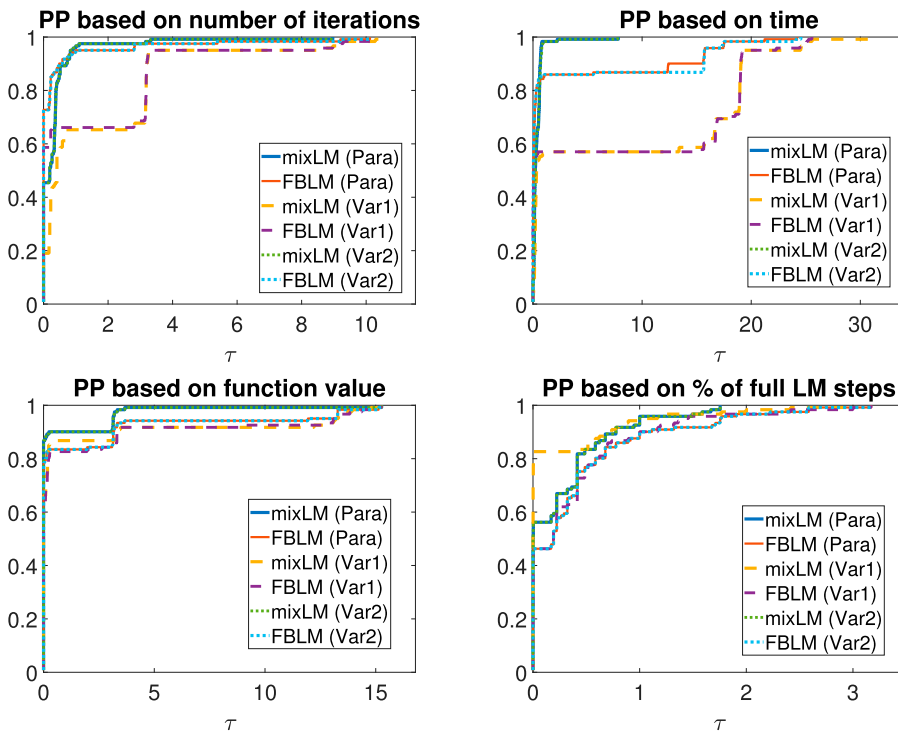 PP based on number of iterations
1
0.8
0.6
0.4
0.2
0
0 2 4 6 8 10
τ
mixLM (Para)
FBLM (Para)
mixLM (Var1)
FBLM (Var1)
mixLM (Var2)
FBLM (Var2)
PP based on time
1
0.8
0.6
0.4
0.2
0
0 10 20 30
τ
mixLM (Para)
FBLM (Para)
mixLM (Var1)
FBLM (Var1)
mixLM (Var2)
FBLM (Var2)
PP based on function value
1
0.8
0.6
0.4
0.2
0
0 5 10 15
τ
mixLM (Para)
FBLM (Para)
mixLM (Var1)
FBLM (Var1)
mixLM (Var2)
FBLM (Var2)
PP based on % of full LM steps
1
0.8
0.6
0.4
0.2
0
0 1 2 3
τ
mixLM (Para)
FBLM (Para)
mixLM (Var1)
FBLM (Var1)
mixLM (Var2)
FBLM (Var2)